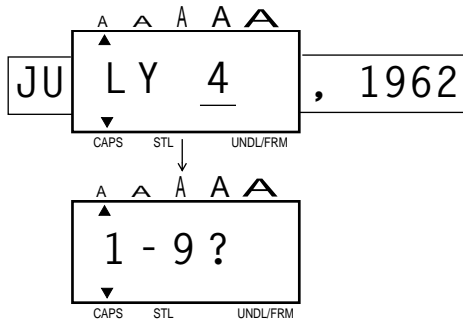 A A A A A
JU LY 4 , 1962
CAPS STL UNDL/FRM
A A A A A
1 - 9 ?
CAPS STL UNDL/FRM